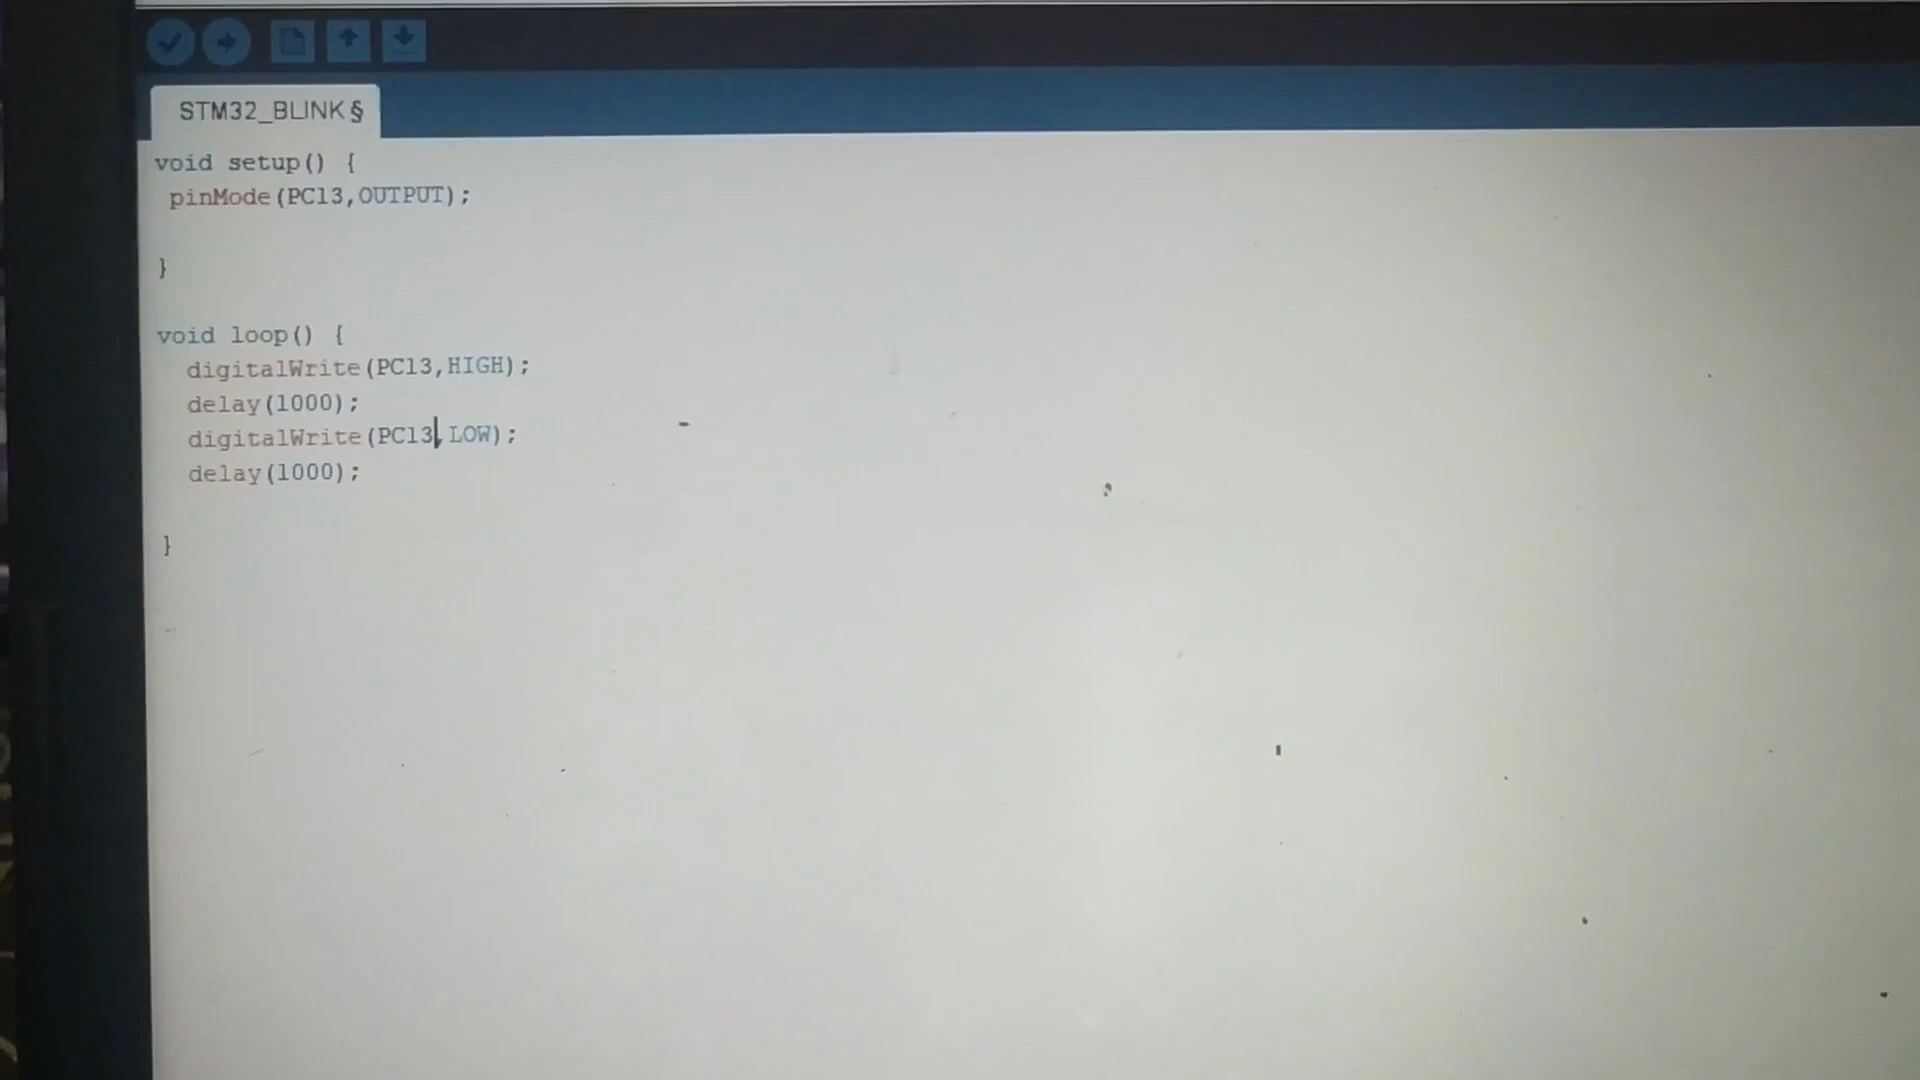 STM32_BLINK§
void setup() {
pinMode(PC13,OUTPUT);
}
void loop() {
digitalWrite(PC13,HIGH);
delay(1000);
digitalWrite(PC13,LOW);
delay(1000);
}